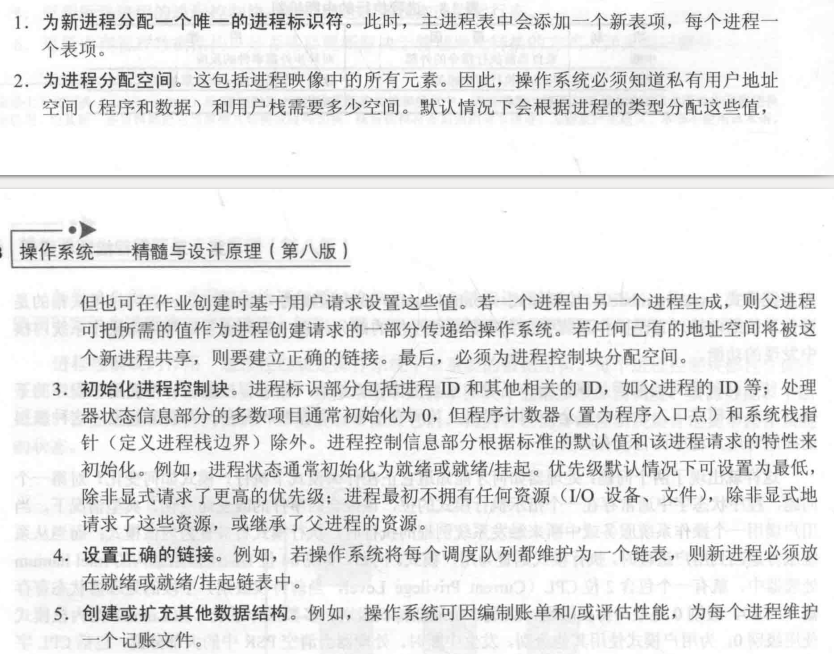 1. 为新进程分配一个唯一的进程标识符。此时，主进程表中会添加一个新表项，每个进程一
个表项。
2. 为进程分配空间。这包括进程映像中的所有元素。因此，操作系统必须知道私有用户地址
空间（程序和数据）和用户栈需要多少空间。默认情况下会根据进程的类型分配这些值，
操作系统——精髓与设计原理（第八版）
但也可在作业创建时基于用户请求设置这些值。若一个进程由另一个进程生成，则父进程
可把所需的值作为进程创建请求的一部分传递给操作系统。若任何已有的地址空间将被这
个新进程共享，则要建立正确的链接。最后，必须为进程控制块分配空间。
3. 初始化进程控制块。进程标识部分包括进程 ID 和其他相关的 ID，如父进程的 ID 等；处理
器状态信息部分的多数项目通常初始化为 0，但程序计数器（置为程序入口点）和系统栈指
针（定义进程栈边界）除外。进程控制信息部分根据标准的默认值和该进程请求的特性来
初始化。例如，进程状态通常初始化为就绪或就绪/挂起。优先级默认情况下可设置为最低，
除非显式请求了更高的优先级；进程最初不拥有任何资源（I/O 设备、文件），除非显式地
请求了这些资源，或继承了父进程的资源。
4. 设置正确的链接。例如，若操作系统将每个调度队列都维护为一个链表，则新进程必须放
在就绪或就绪/挂起链表中。
5. 创建或扩充其他数据结构。例如，操作系统可因编制账单和/或评估性能，为每个进程维护
一个记账文件。